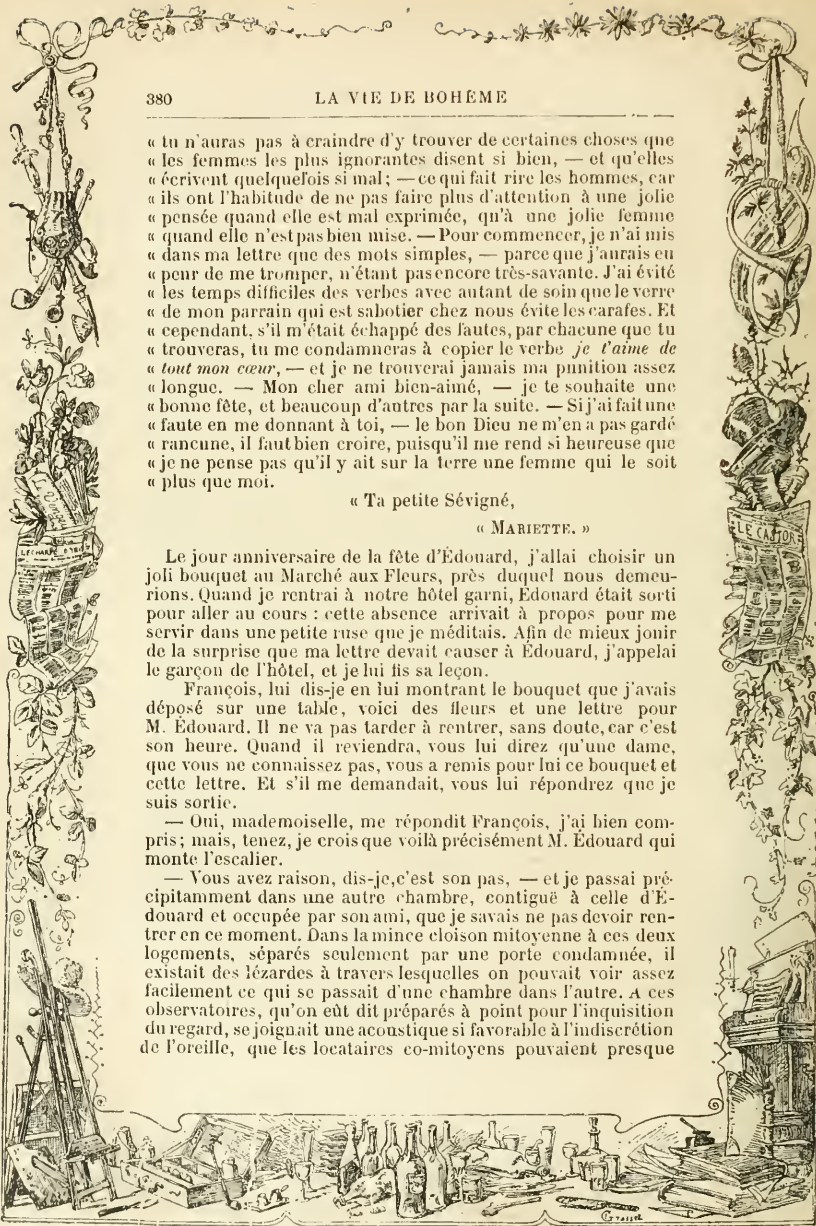 380 LA VIE DE BOHÈME
« tu n'auras pas à craindre d'y trouver de certaines choses que
« les femmes les plus ignorantes disent si bien, — et qu'elles
« écrivent quelquefois si mal; — ce qui fait rire les hommes, car
« ils ont l'habitude de ne pas faire plus d'attention à une jolie
« pensée quand elle est mal exprimée, qu'à une jolie femme
« quand elle n'est pas bien mise. — Pour commencer, je n'ai mis
« dans ma lettre que des mots simples, — parce que j'aurais eu
« peur de me tromper, n'étant pas encore très-savante. J'ai évité
« les temps difficiles des verbes avec autant de soin que le verre
« de mon parrain qui est sabotier chez nous évite les carafes. Et
« cependant, s'il m'était échappé des fautes, par chacune que tu
« trouveras, tu me condamneras à copier le verbe je t'aime de
« tout mon cœur, — et je ne trouverai jamais ma punition assez
« longue. — Mon cher ami bien-aimé, — je te souhaite une
« bonne fête, et beaucoup d'autres par la suite. — Si j'ai fait une
« faute en me donnant à toi, — le bon Dieu ne m'en a pas gardé
« rancune, il faut bien croire, puisqu'il me rend si heureuse que
« je ne pense pas qu'il y ait sur la terre une femme qui le soit
« plus que moi.
« Ta petite Sévigné,
« MARIETTE. »
Le jour anniversaire de la fête d'Édouard, j'allai choisir un
joli bouquet au Marché aux Fleurs, près duquel nous demeu-
rions. Quand je rentrai à notre hôtel garni, Édouard était sorti
pour aller au cours : cette absence arrivait à propos pour me
servir dans une petite ruse que je méditais. Afin de mieux jouir
de la surprise que ma lettre devait causer à Édouard, j'appelai
le garçon de l'hôtel, et je lui fis sa leçon.
François, lui dis-je en lui montrant le bouquet que j'avais
déposé sur une table, voici des fleurs et une lettre pour
M. Édouard. Il ne va pas tarder à rentrer, sans doute, car c'est
son heure. Quand il reviendra, vous lui direz qu'une dame,
que vous ne connaissez pas, vous a remis pour lui ce bouquet et
cette lettre. Et s'il me demandait, vous lui répondrez que je
suis sortie.
— Oui, mademoiselle, me répondit François, j'ai bien com-
pris; mais, tenez, je crois que voilà précisément M. Édouard qui
monte l'escalier.
— Vous avez raison, dis-je, c'est son pas, — et je passai pré-
cipitamment dans une autre chambre, contiguë à celle d'É-
douard et occupée par son ami, que je savais ne pas devoir ren-
trer en ce moment. Dans la mince cloison mitoyenne à ces deux
logements, séparés seulement par une porte condamnée, il
existait des lézardes à travers lesquelles on pouvait voir assez
facilement ce qui se passait d'une chambre dans l'autre. A ces
observatoires, qu'on eût dit préparés à point pour l'inquisition
du regard, se joignait une acoustique si favorable à l'indiscrétion
de l'oreille, que les locataires co-mitoyens pouvaient presque
LE CASTOR